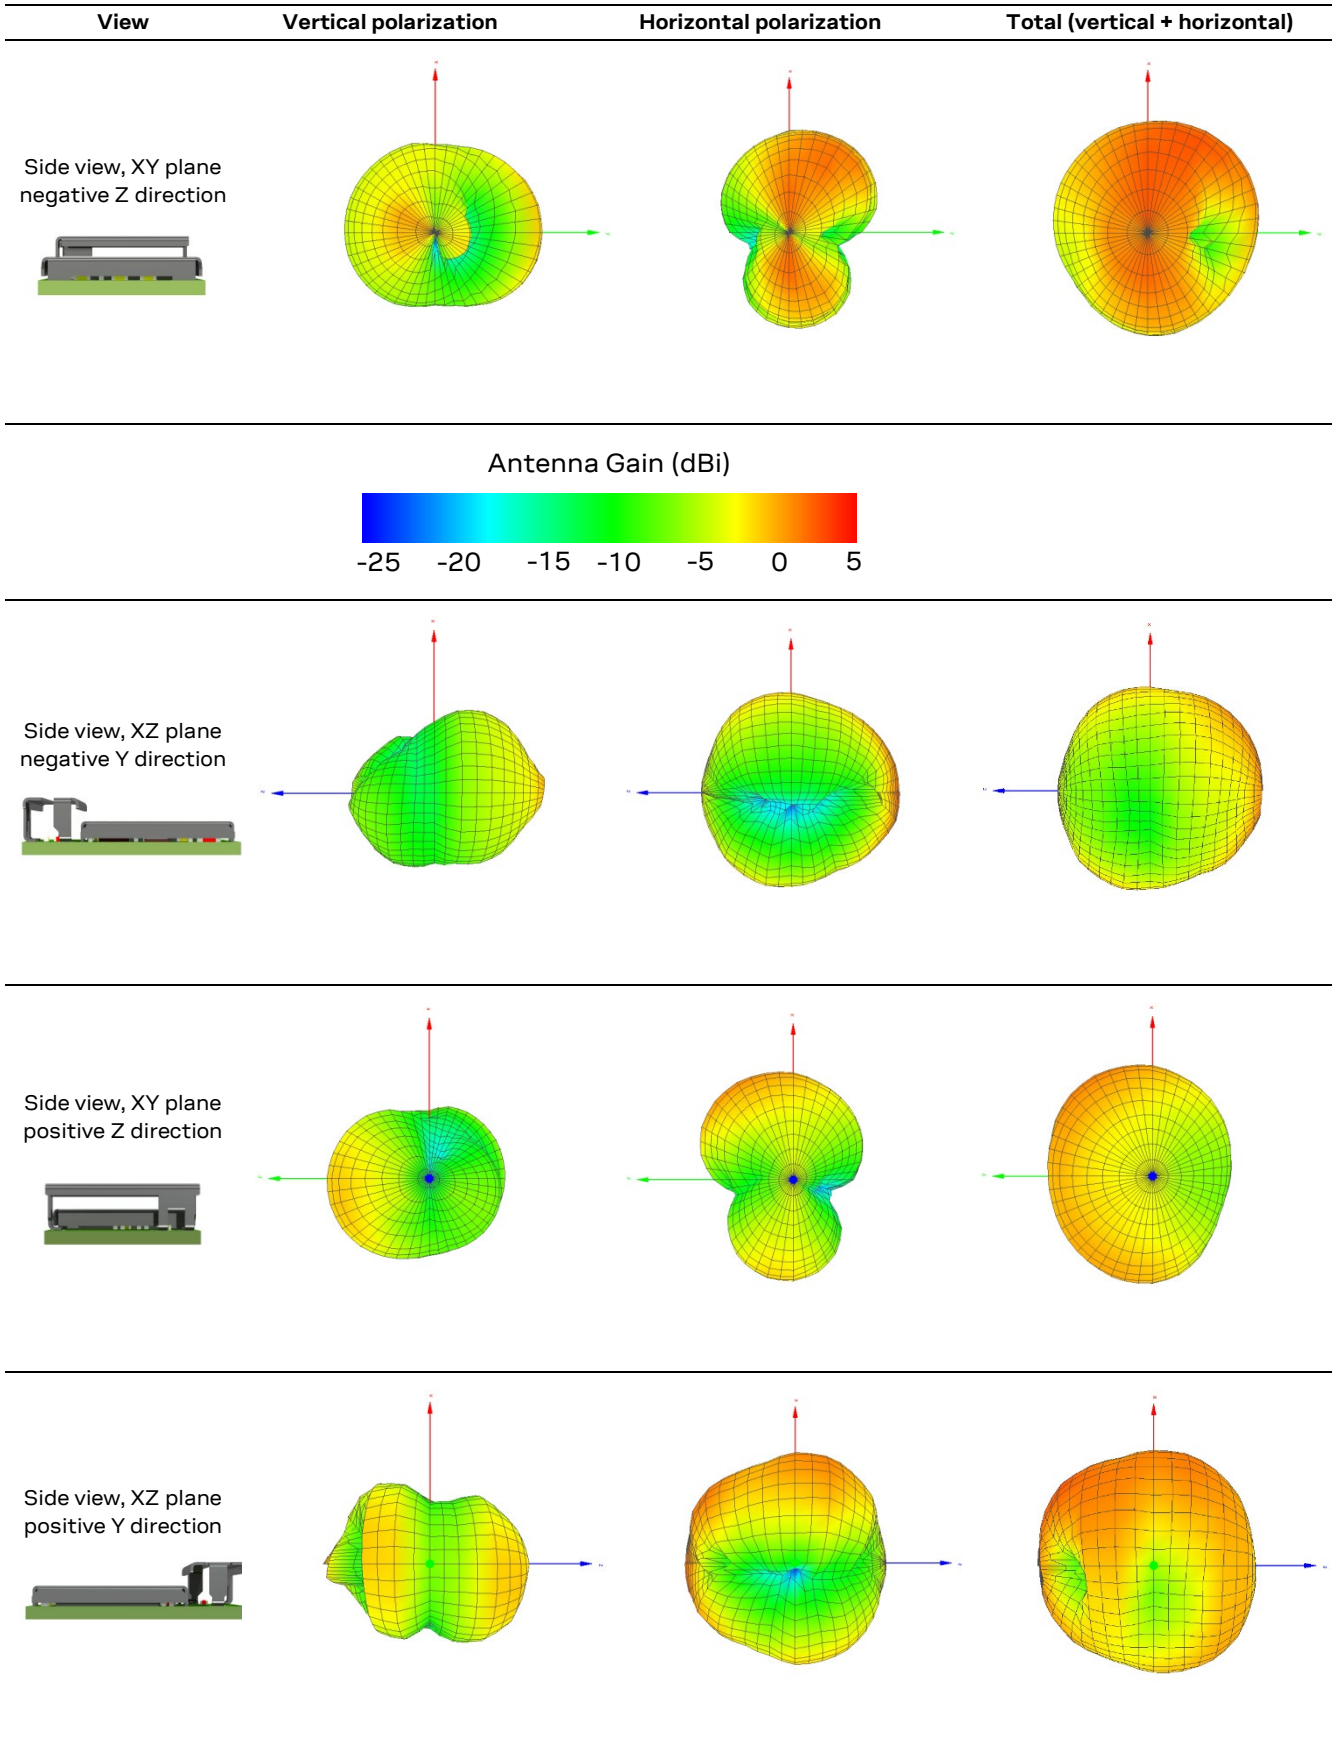 View Vertical polarization Horizontal polarization Total (vertical + horizontal)
Side view, XY plane
negative Z direction
Antenna Gain (dBi)
-25 -20 -15 -10 -5 0 5
Side view, XZ plane
negative Y direction
Side view, XY plane
positive Z direction
Side view, XZ plane
positive Y direction